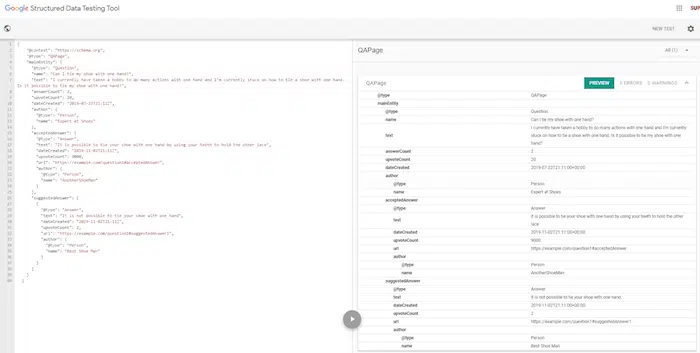 Google Structured Data Testing Tool
SUP
NEW TEST
{
"@context": "https://schema.org",
"@type": "QAPage",
"mainEntity": {
"@type": "Question",
"name": "Can I tie my shoe with one hand?",
"text": "I currently have taken a hobby to do many actions with one hand and I'm currently stuck on how to tie a shoe with one hand.
Is it possible to tie my shoe with one hand?",
"answerCount": 2,
"upvoteCount": 20,
"dateCreated": "2019-07-23T21:11Z",
"author": {
"@type": "Person",
"name": "Expert at Shoes"
},
"acceptedAnswer": {
"@type": "Answer",
"text": "It is possible to tie your shoe with one hand by using your teeth to hold the other lace",
"dateCreated": "2019-11-02T21:11Z",
"upvoteCount": 9000,
"url": "https://example.com/question1#acceptedAnswer",
"author": {
"@type": "Person",
"name": "AnotherShoeMan"
}
},
"suggestedAnswer": [
{
"@type": "Answer",
"text": "It is not possible to tie your shoe with one hand",
"dateCreated": "2019-11-02T21:11Z",
"upvoteCount": 2,
"url": "https://example.com/question1#suggestedAnswer1",
"author": {
"@type": "Person",
"name": "Best Shoe Man"
}
}
]
}
}
QAPage
All (1)
QAPage
PREVIEW
0 ERRORS 0 WARNINGS
@type QAPage
mainEntity
@type Question
name Can I tie my shoe with one hand?
text I currently have taken a hobby to do many actions with one hand and I'm currently
stuck on how to tie a shoe with one hand. Is it possible to tie my shoe with one
hand?
answerCount 2
upvoteCount 20
dateCreated
author
@type Person
name Expert at Shoes
acceptedAnswer
@type Answer
text It is possible to tie your shoe with one hand by using your teeth to hold the other
lace
dateCreated 2019-11-02T21:11:00+00:00
upvoteCount 9000
url https://example.com/question1#acceptedAnswer
author
@type Person
name AnotherShoeMan
suggestedAnswer
@type Answer
text It is not possible to tie your shoe with one hand
dateCreated 2019-11-02T21:11:00+00:00
upvoteCount 2
url https://example.com/question1#suggestedAnswer1
author
@type Person
name Best Shoe Man